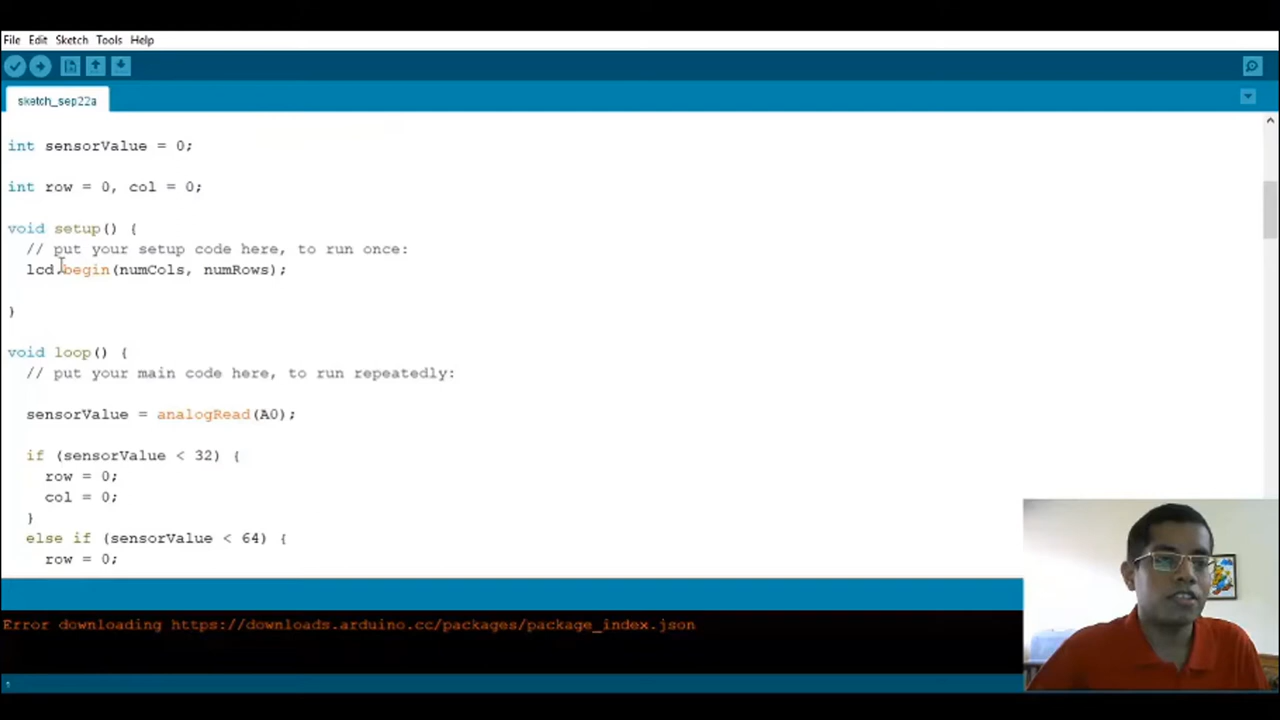 File Edit Sketch Tools Help
sketch_sep22a
int sensorValue = 0;
int row = 0, col = 0;
void setup() {
// put your setup code here, to run once:
lcd.begin(numCols, numRows);
}
void loop() {
// put your main code here, to run repeatedly:
sensorValue = analogRead(A0);
if (sensorValue < 32) {
row = 0;
col = 0;
}
else if (sensorValue < 64) {
row = 0;
Error downloading https://downloads.arduino.cc/packages/package_index.json